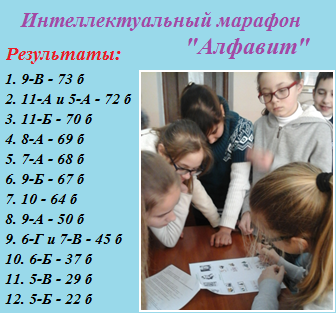 Интеллектуальный марафон
"Алфавит"
Результаты:
1. 9-В - 73 б
2. 11-А и 5-А - 72 б
3. 11-Б - 70 б
4. 8-А - 69 б
5. 7-А - 68 б
6. 9-Б - 67 б
7. 10 - 64 б
8. 9-А - 50 б
9. 6-Г и 7-В - 45 б
10. 6-Б - 37 б
11. 5-В - 29 б
12. 5-Б - 22 б